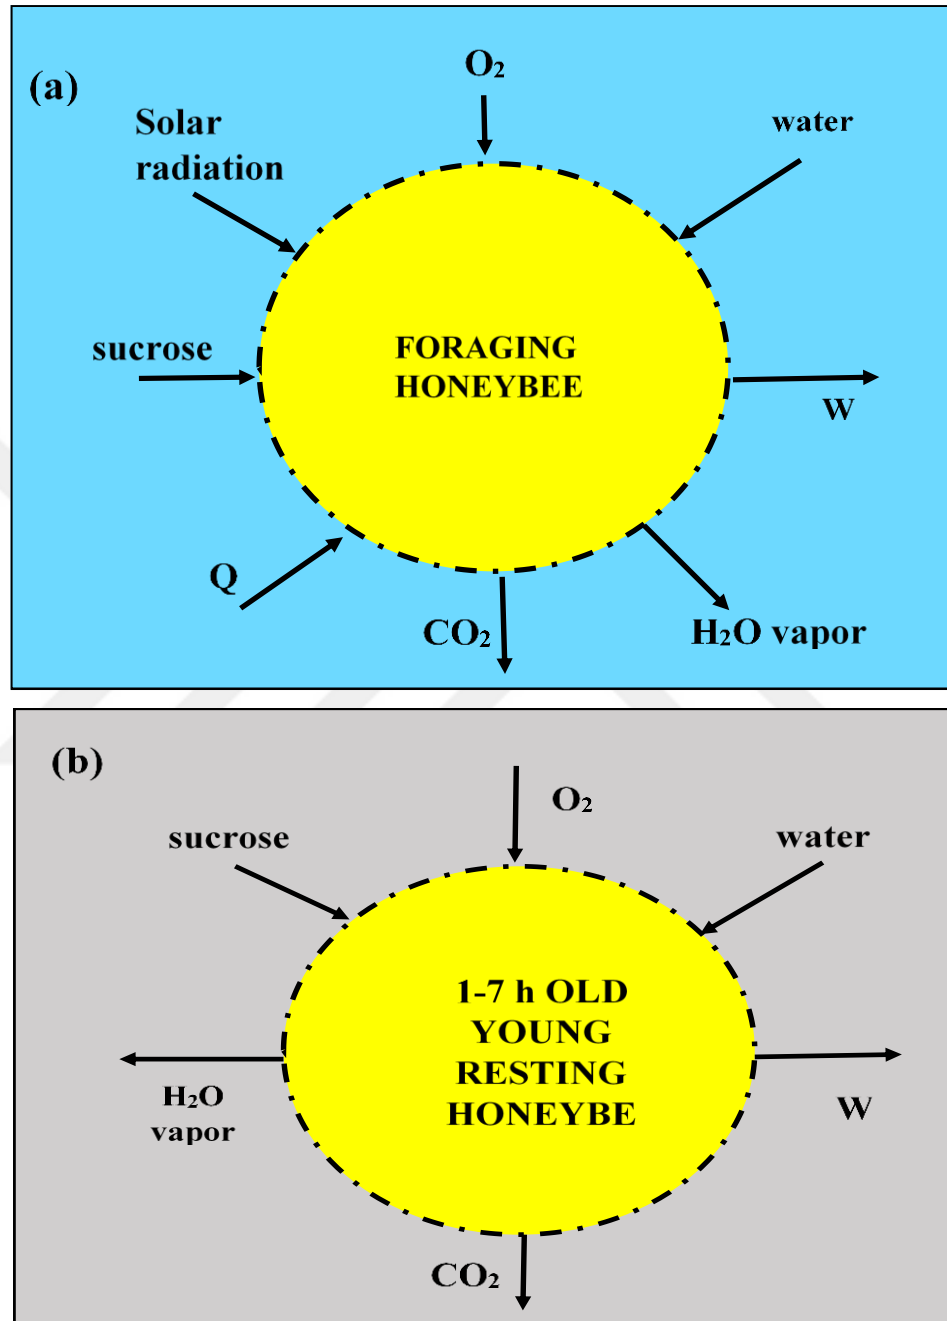 (a)
O₂
Solar
radiation
water
sucrose
FORAGING
HONEYBEE
W
Q
CO₂
H₂O vapor
(b)
O₂
sucrose
water
1-7 h OLD
YOUNG
RESTING
HONEYBE
H₂O
vapor
W
CO₂